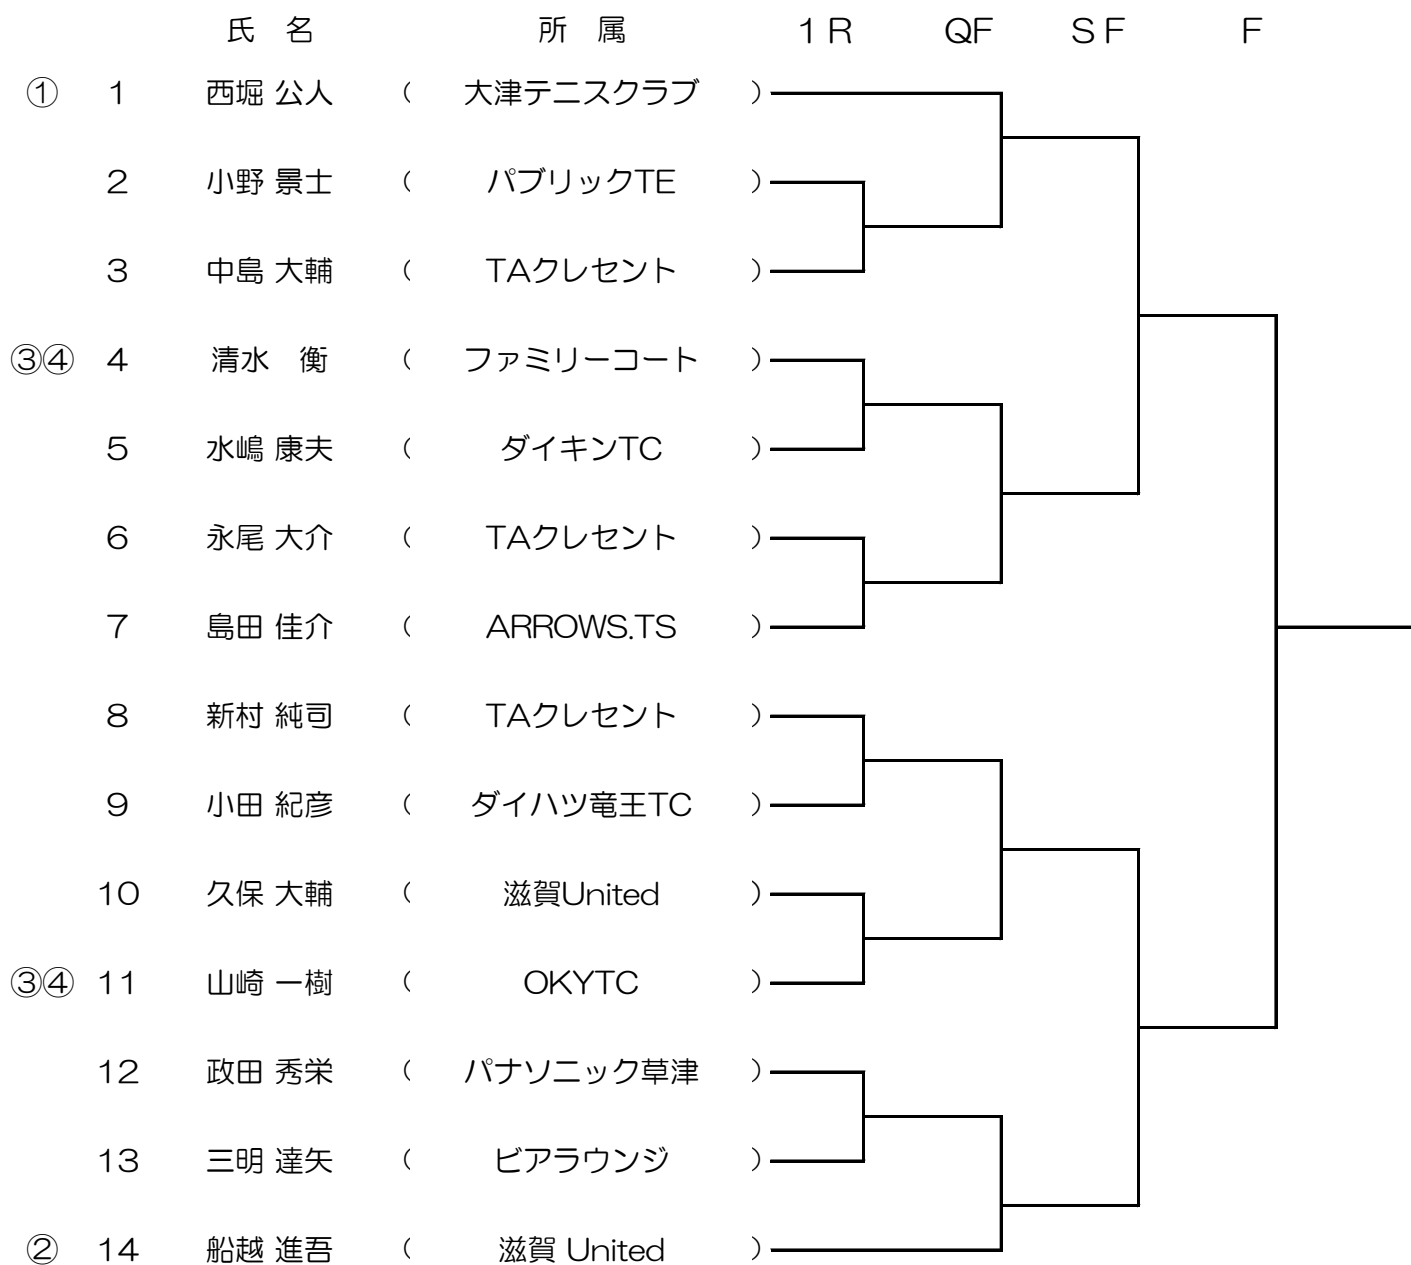 氏 名 所 属 1R QF SF F
① 1 西堀 公人 ( 大津テニスクラブ )
2 小野 景士 ( パブリックTE )
3 中島 大輔 ( TAクレセント )
③④ 4 清水 衡 ( ファミリーコート )
5 水嶋 康夫 ( ダイキンTC )
6 永尾 大介 ( TAクレセント )
7 島田 佳介 ( ARROWS.TS )
8 新村 純司 ( TAクレセント )
9 小田 紀彦 ( ダイハツ竜王TC )
10 久保 大輔 ( 滋賀United )
③④ 11 山崎 一樹 ( OKYTC )
12 政田 秀栄 ( パナソニック草津 )
13 三明 達矢 ( ビアラウンジ )
② 14 船越 進吾 ( 滋賀 United )